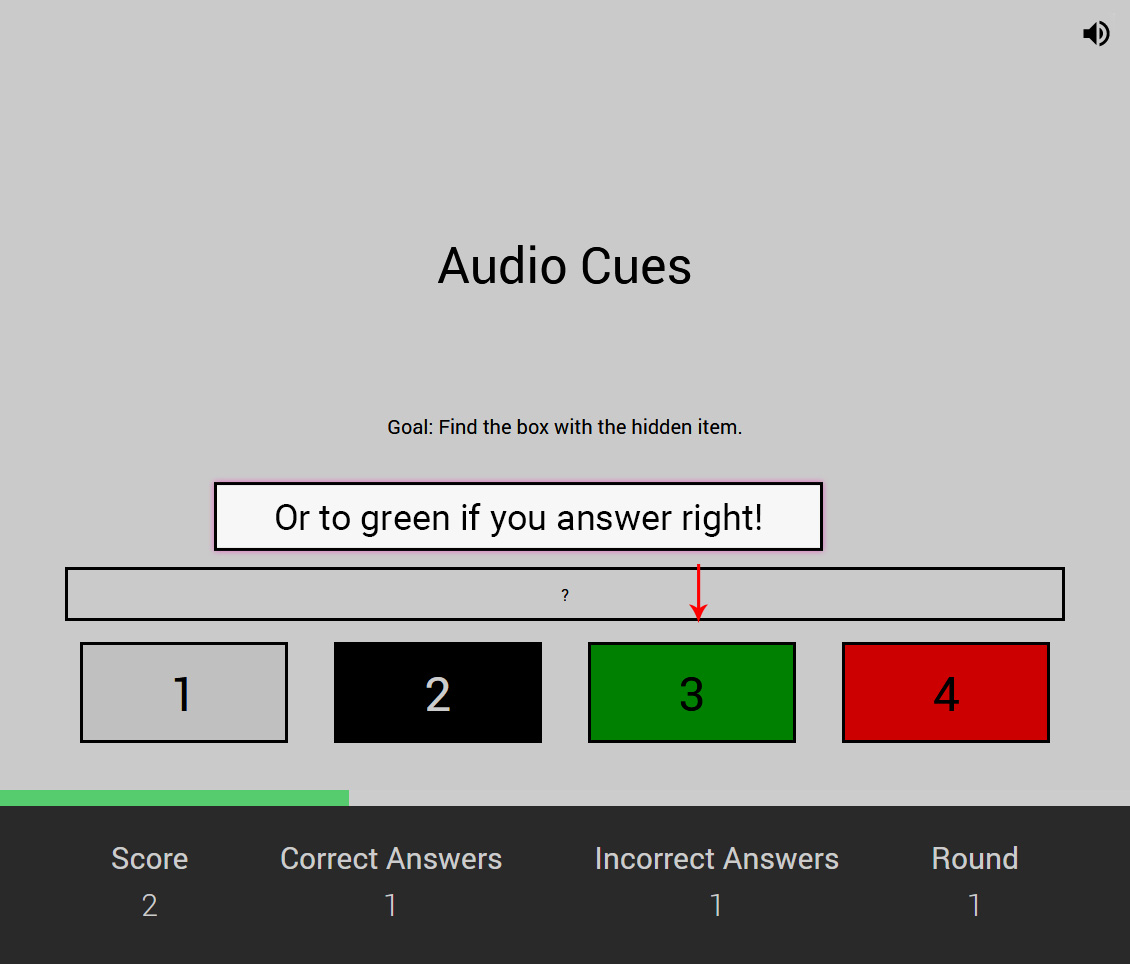 Audio Cues
Goal: Find the box with the hidden item.
Or to green if you answer right!
?
1 2 3 4
Score Correct Answers Incorrect Answers Round
2 1 1 1